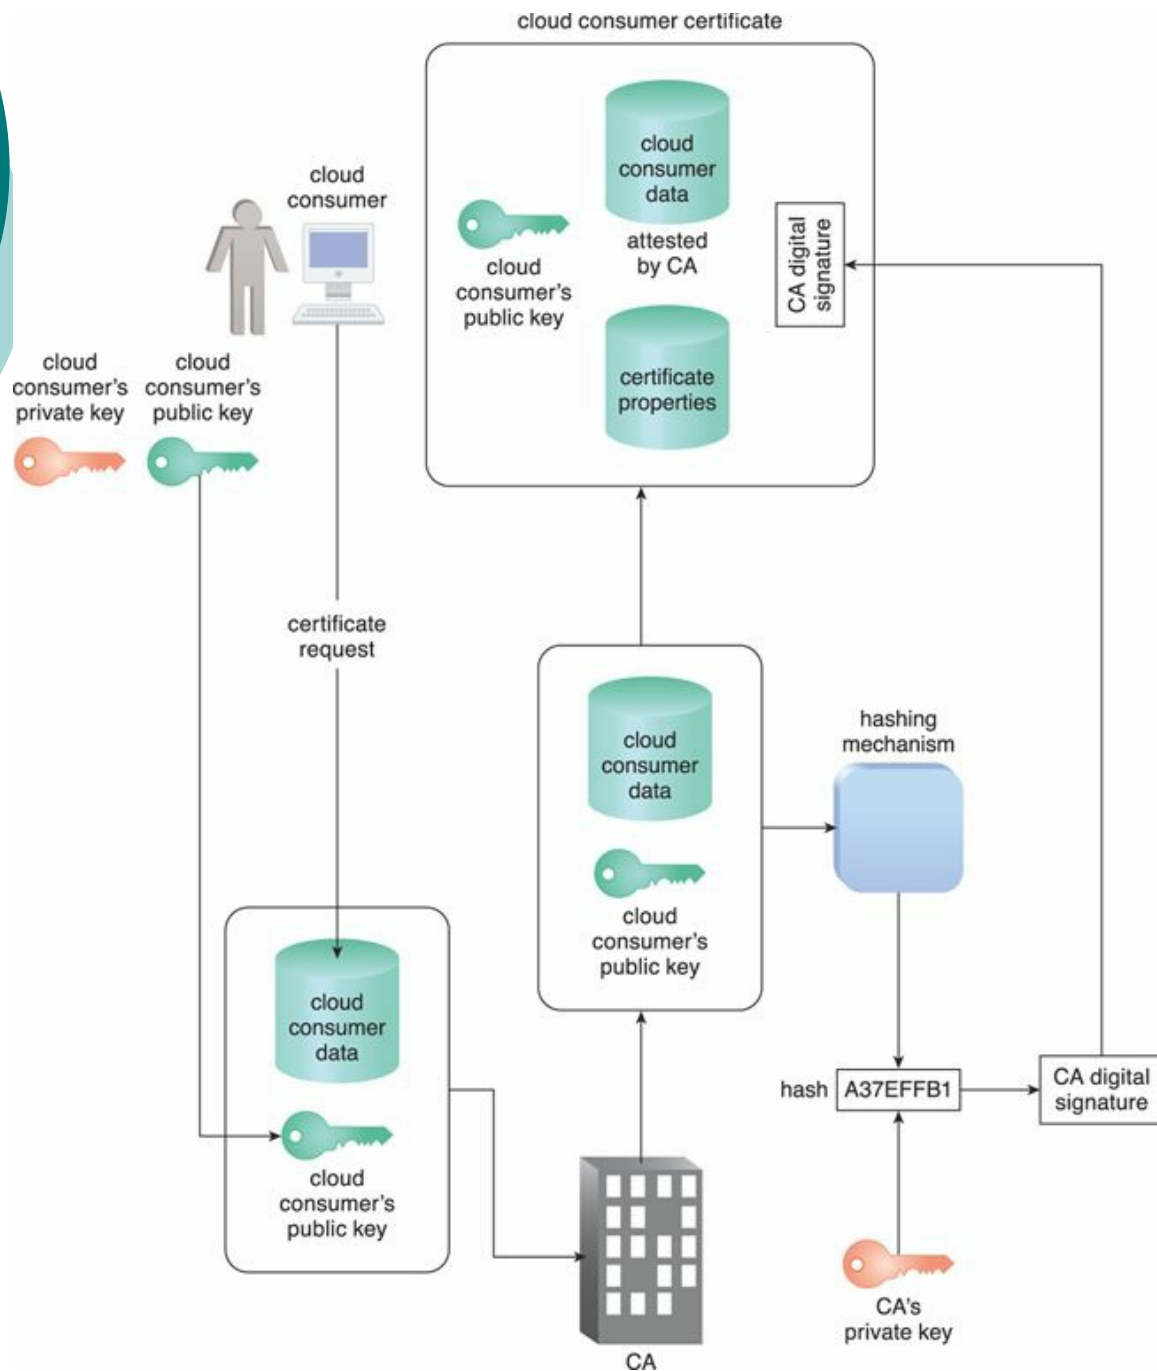 cloud consumer certificate
cloud
consumer
data
attested
by CA
cloud
consumer's
public key
certificate
properties
CA digital
signature
cloud
consumer
cloud
consumer's
private key
cloud
consumer's
public key
certificate
request
cloud
consumer
data
cloud
consumer's
public key
hashing
mechanism
cloud
consumer
data
cloud
consumer's
public key
hash
A37EFFB1
CA digital
signature
CA's
private key
CA